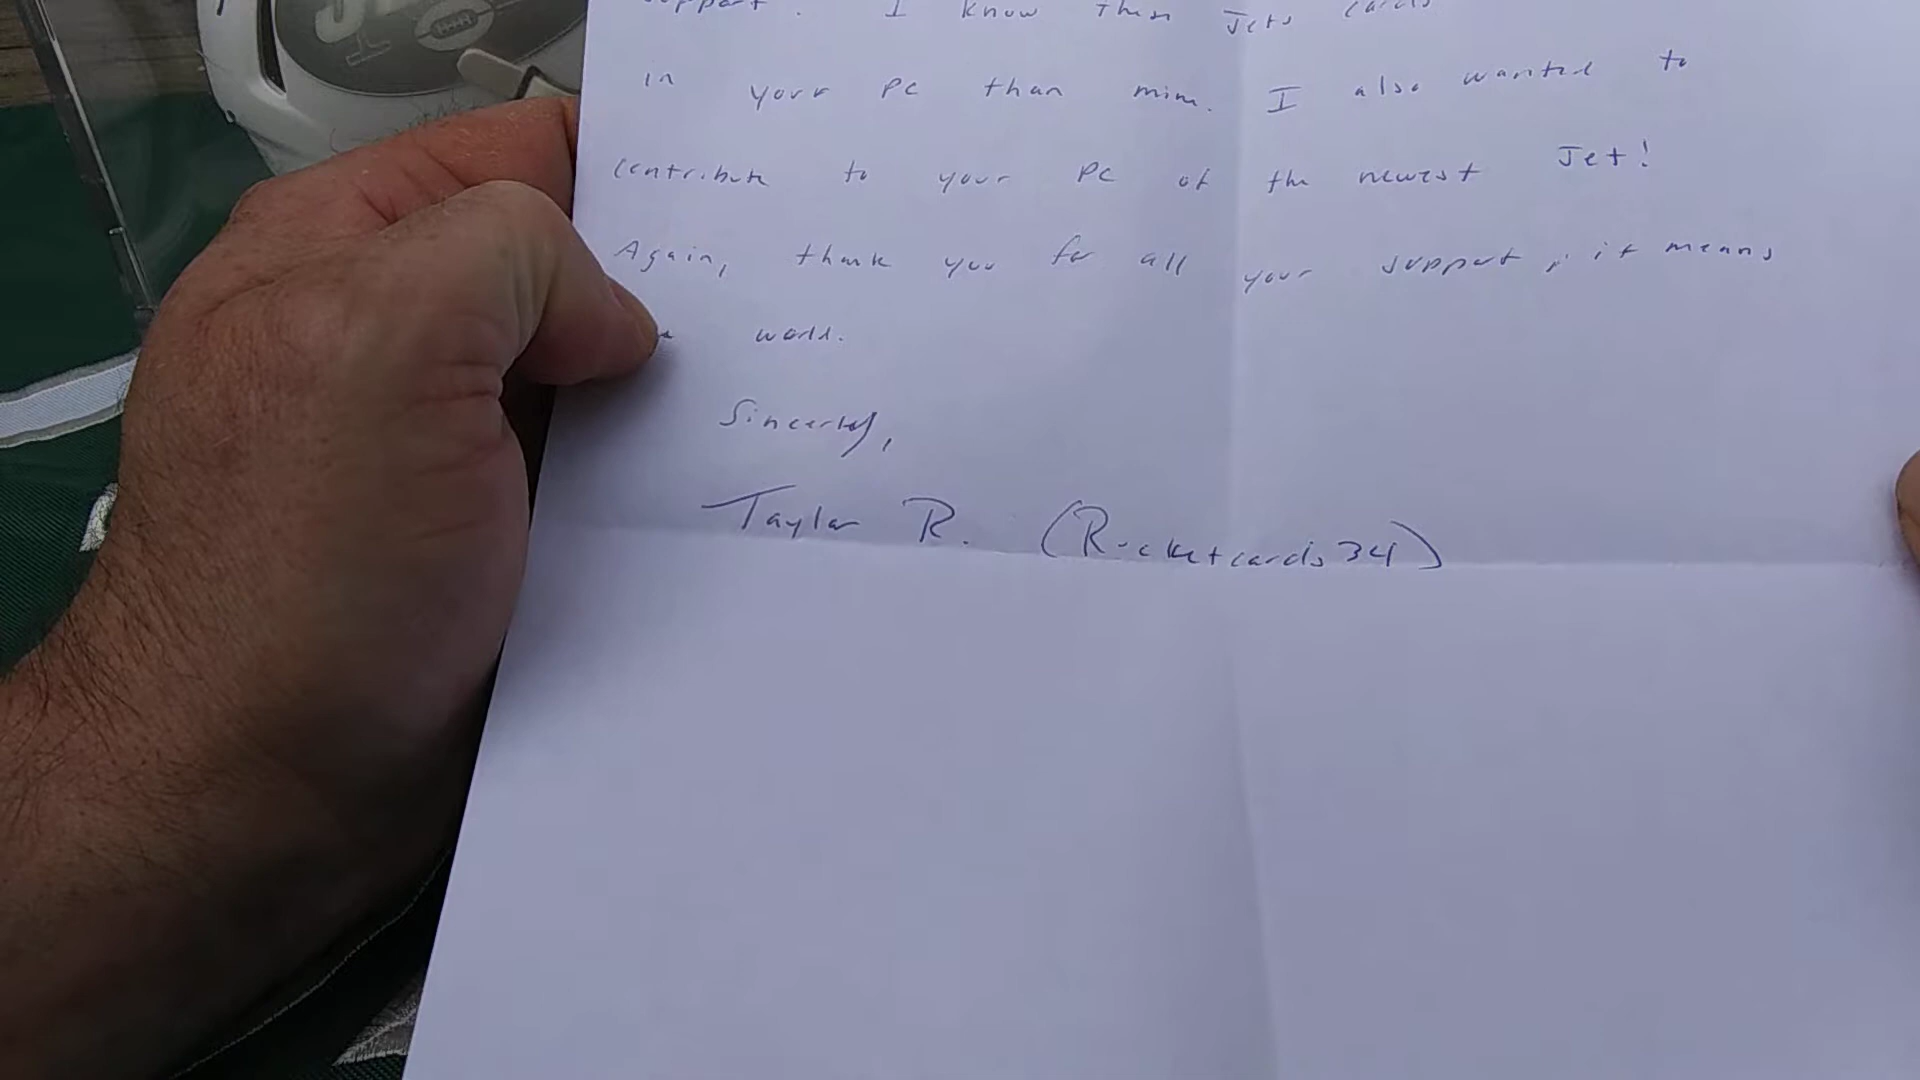 support. I know these Jets cards
in your PC than mine. I also wanted to
contribute to your PC of the newest Jet!
Again, thank you for all your support, it means
world.
Sincerely,
Taylor R. (Rocketcards34)